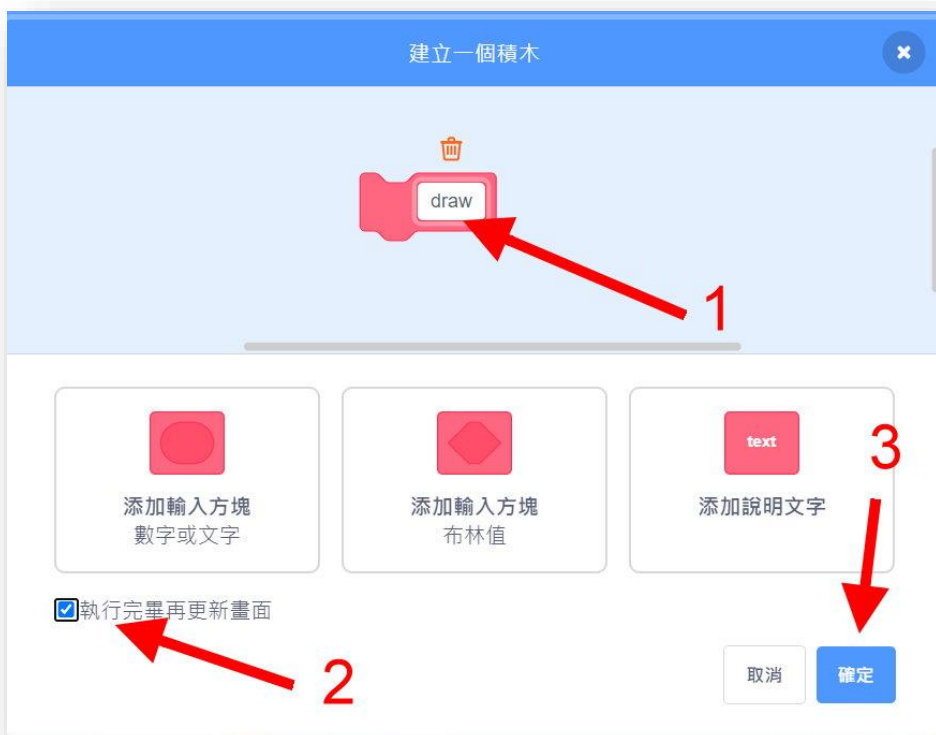 建立一個積木
draw
1
text
3
添加輸入方塊
數字或文字
添加輸入方塊
布林值
添加說明文字
執行完畢再更新畫面
2
取消
確定